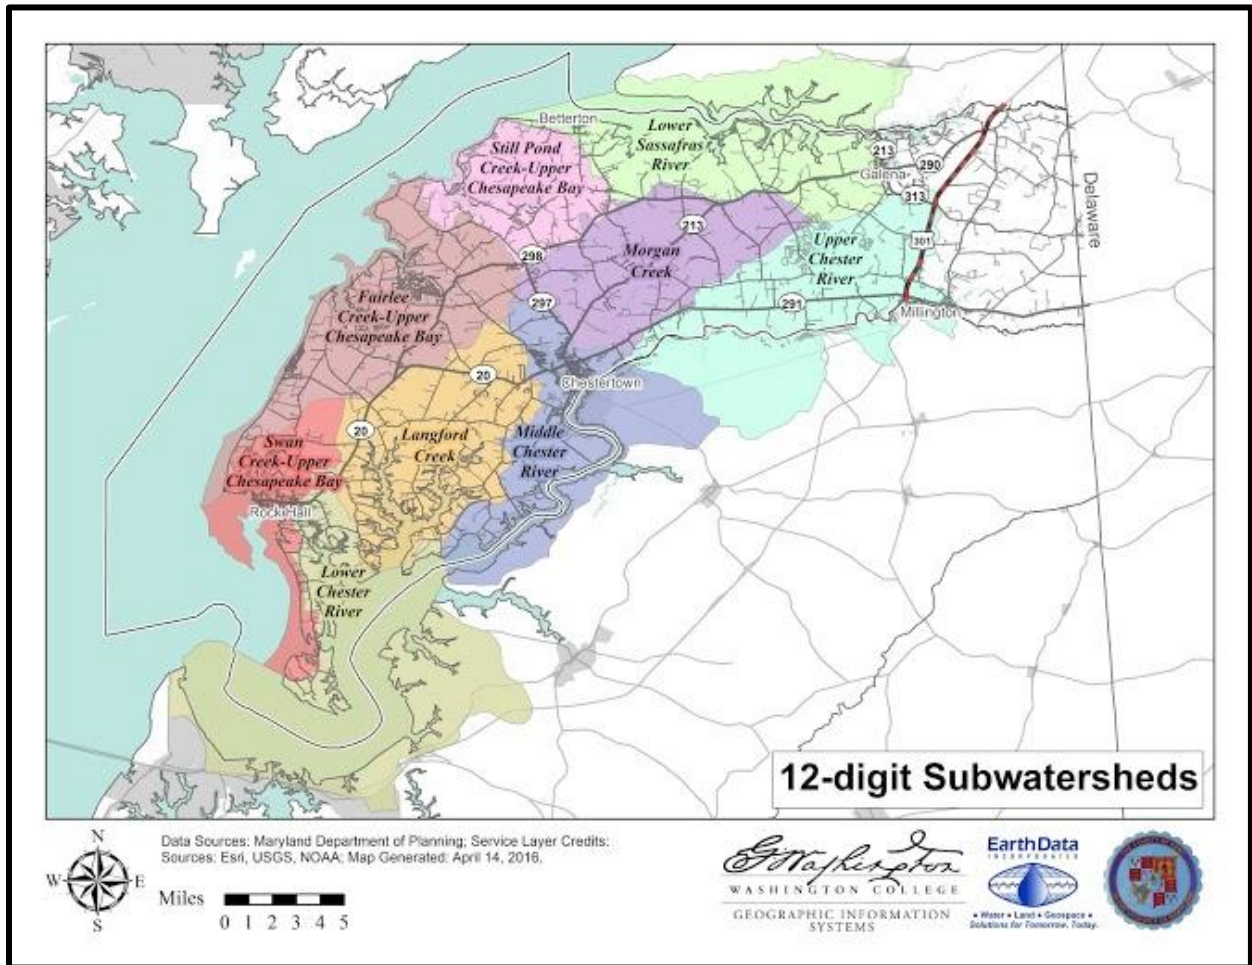 Betterton
Lower
Sassafras
River
Still Pond
Creek-Upper
Chesapeake Bay
213
290
Galena
313
Delaware
213
298
Morgan
Creek
Upper
Chester
River
301
297
291
Millington
Fairlee
Creek-Upper
Chesapeake Bay
20
Chestertown
20
Langford
Creek
Middle
Chester
River
Swan
Creek-Upper
Chesapeake Bay
Rock Hall
Lower
Chester
River
12-digit Subwatersheds
N
W
E
S
Data Sources: Maryland Department of Planning; Service Layer Credits:
Sources: Esri, USGS, NOAA; Map Generated: April 14, 2016.
Miles
0 1 2 3 4 5
G Washington
WASHINGTON COLLEGE
GEOGRAPHIC INFORMATION
SYSTEMS
EarthData
INCORPORATED
• Water • Land • Geospace •
Solutions for Tomorrow, Today.